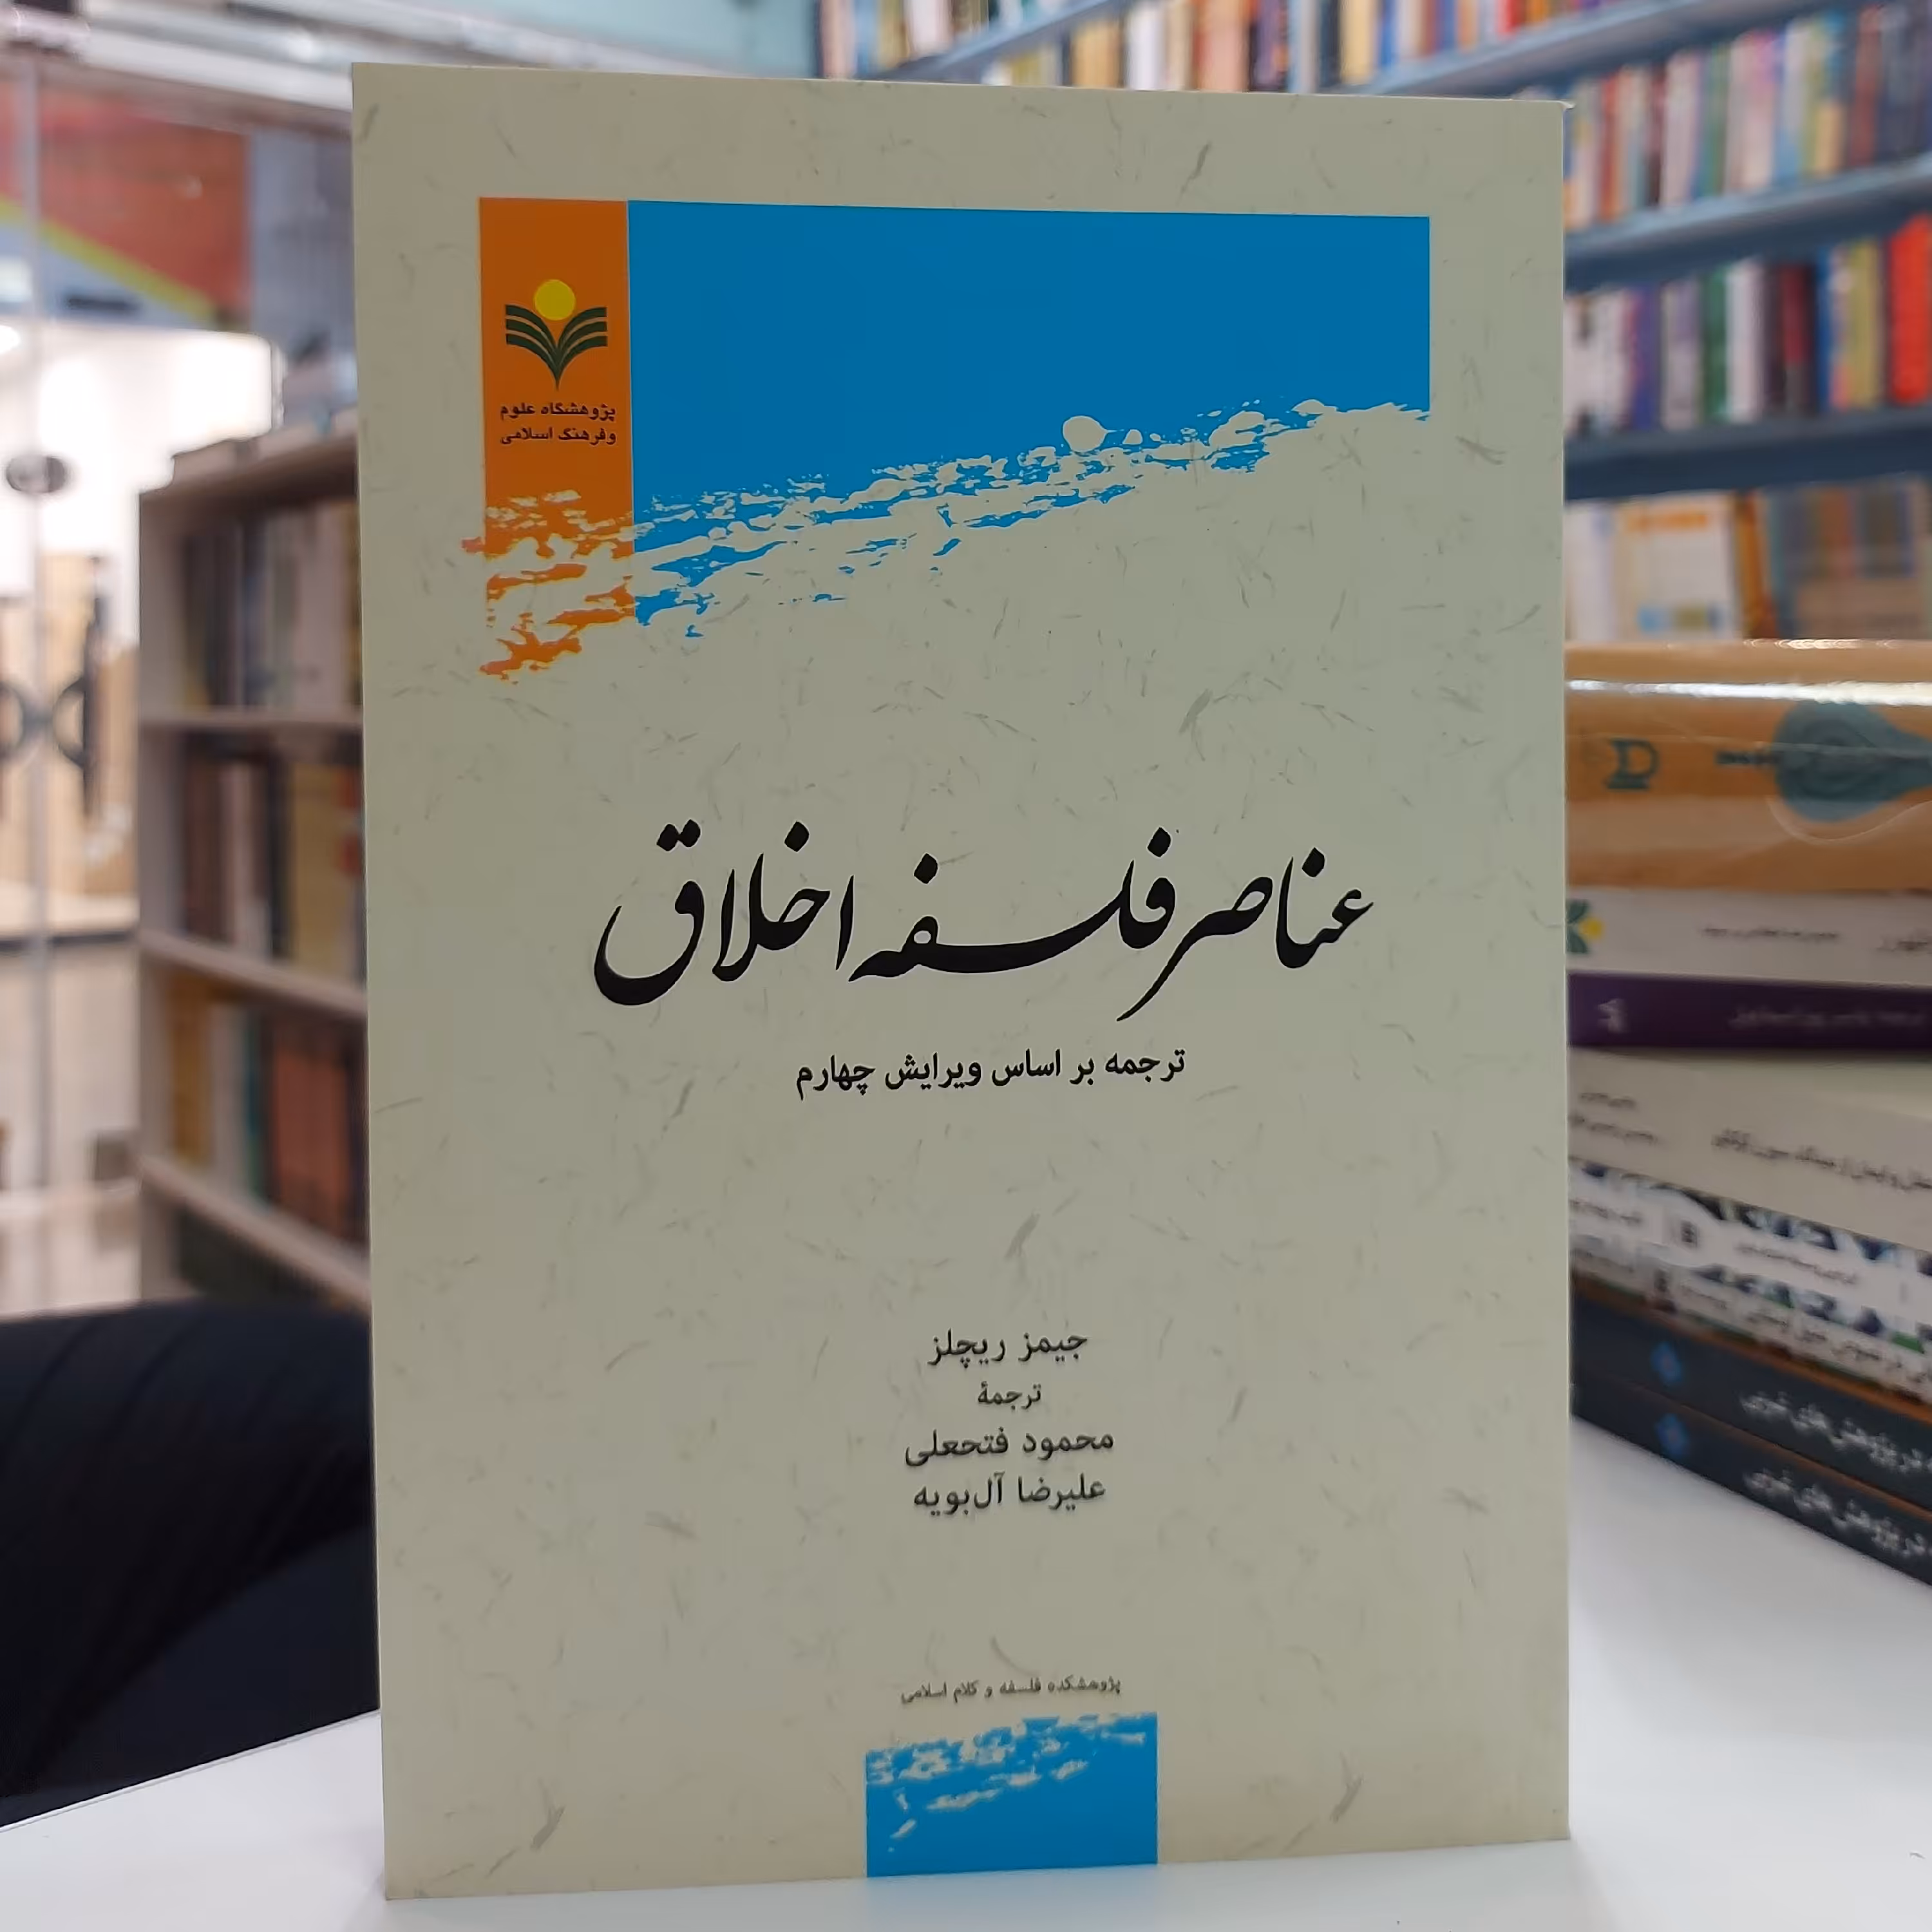 پژوهشگاه علوم
و فرهنگ اسلامی
عناصر فلسفه اخلاق
ترجمه بر اساس ویرایش چهارم
جیمز ریچلز
ترجمهٔ
محمود فتحعلی
علیرضا آل‌بویه
پژوهشکده فلسفه و کلام اسلامی